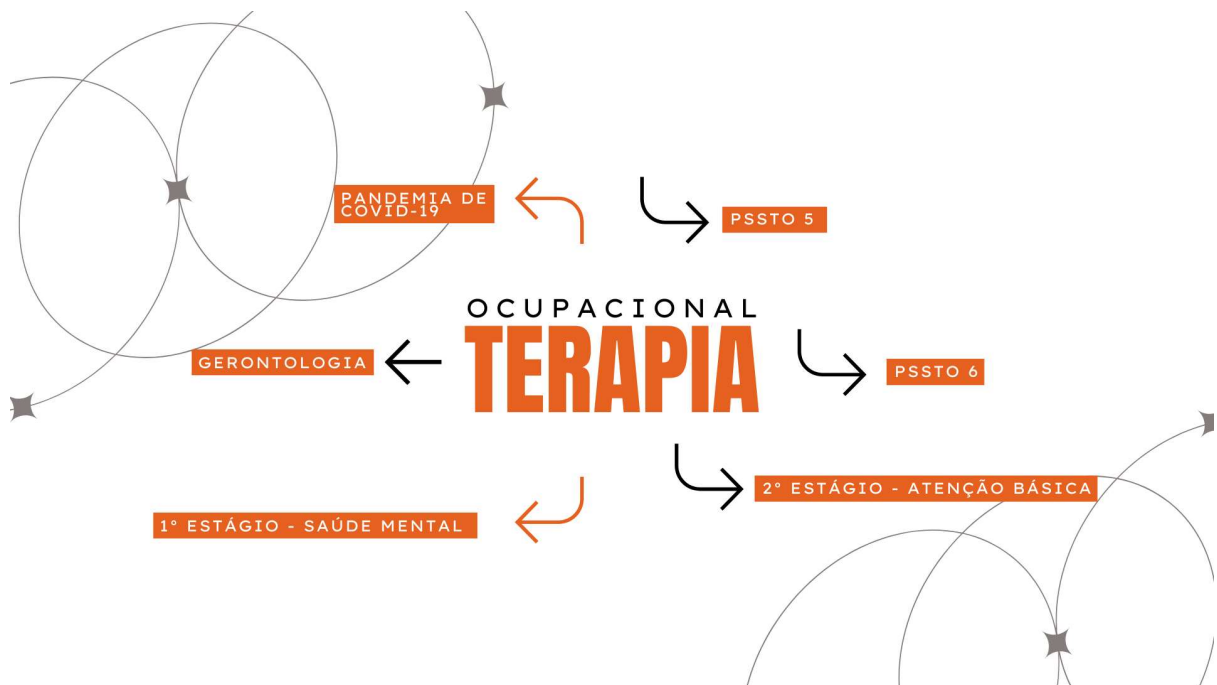 PANDEMIA DE
COVID-19
PSSTO 5
OCUPACIONAL
TERAPIA
GERONTOLOGIA
PSSTO 6
2° ESTÁGIO - ATENÇÃO BÁSICA
1° ESTÁGIO - SAÚDE MENTAL